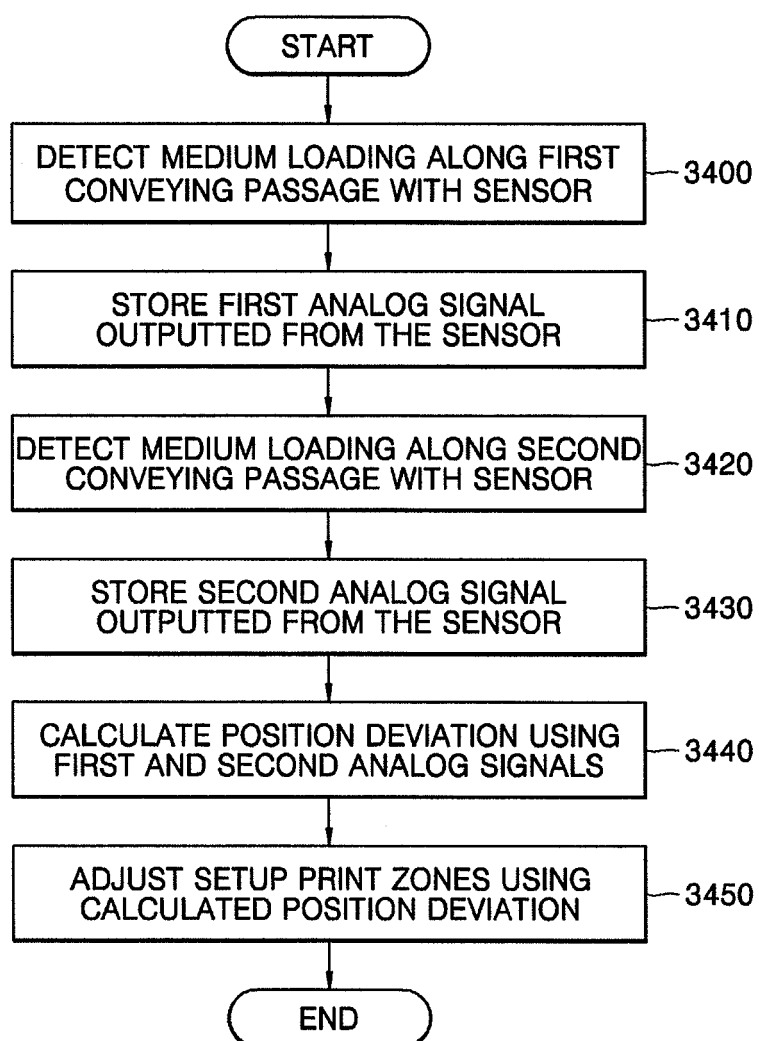 START
DETECT MEDIUM LOADING ALONG FIRST
CONVEYING PASSAGE WITH SENSOR
3400
STORE FIRST ANALOG SIGNAL
OUTPUTTED FROM THE SENSOR
3410
DETECT MEDIUM LOADING ALONG SECOND
CONVEYING PASSAGE WITH SENSOR
3420
STORE SECOND ANALOG SIGNAL
OUTPUTTED FROM THE SENSOR
3430
CALCULATE POSITION DEVIATION USING
FIRST AND SECOND ANALOG SIGNALS
3440
ADJUST SETUP PRINT ZONES USING
CALCULATED POSITION DEVIATION
3450
END